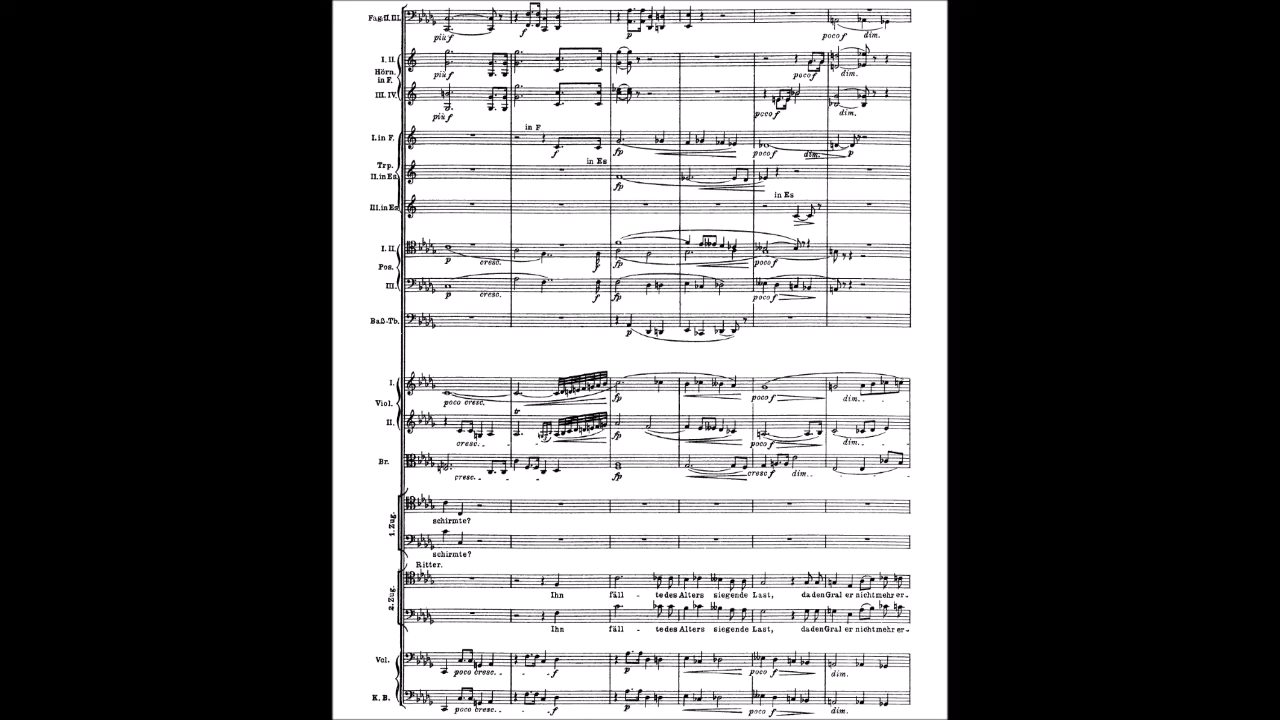 Fag. II. III.
più f
f
p
poco f dim.
I. II.
Hörn.
in F.
più f
poco f
dim.
III. IV.
più f
poco f
dim.
in F
I. in F.
f
fp
poco f
dim.
p
in Es
Trp.
II. in Es.
fp
in Es
III. in Es
I. II.
p cresc.
f
fp
poco f
Pos.
III.
p cresc.
f
fp
poco f
Baß-Tb.
p
I.
poco cresc.
fp
poco f
dim.
Viol.
tr
II.
cresc.
fp
poco f
dim.
Br.
cresc.
fp
cresc f
dim.
1. Zug.
schirmte?
schirmte?
Ritter.
2. Zug.
Ihn fäll - te des Alters siegende Last, da den Gral er nicht mehr er-
Ihn fäll - te des Alters siegende Last, da den Gral er nicht mehr er-
Vcl.
poco cresc.
f
p
poco f
dim.
K. B.
poco cresc.
f
p
poco f
dim.